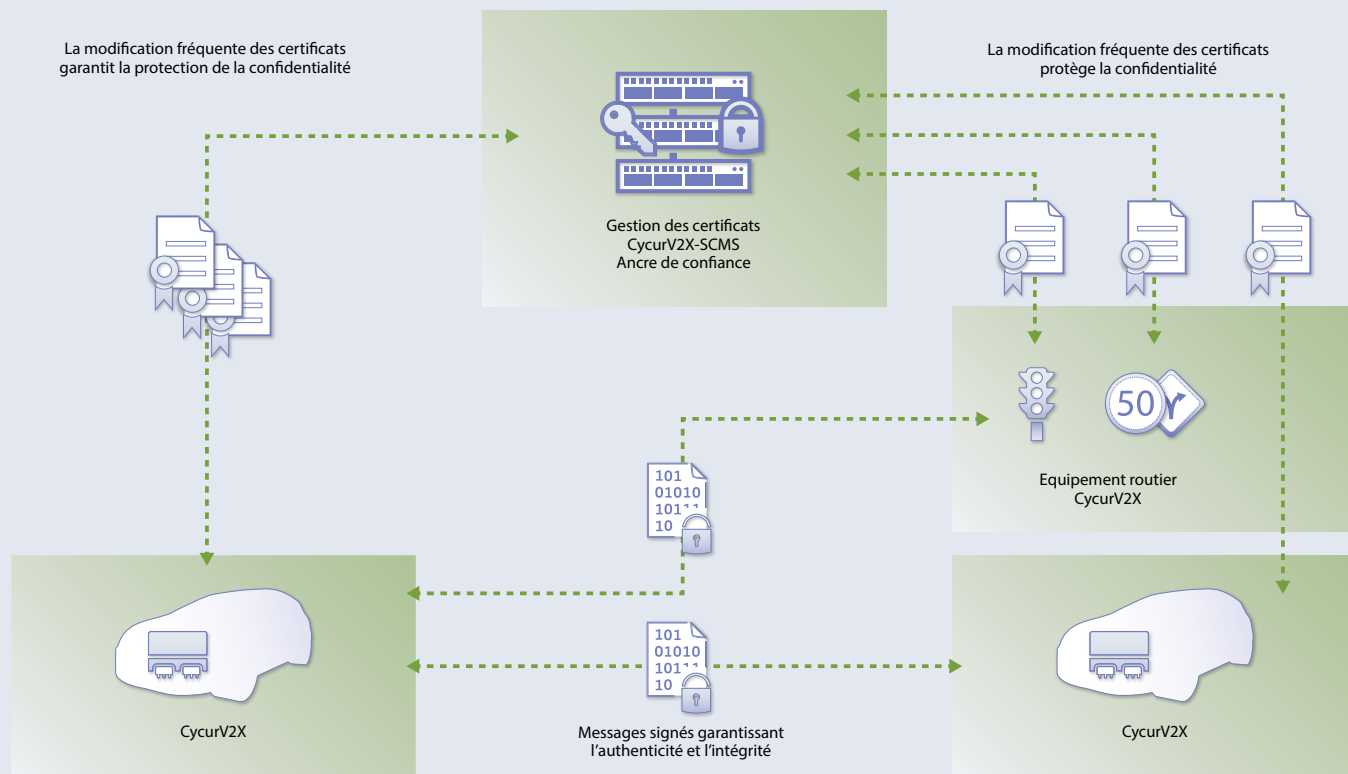 La modification fréquente des certificats
garantit la protection de la confidentialité
La modification fréquente des certificats
protège la confidentialité
Gestion des certificats
CycurV2X-SCMS
Ancre de confiance
50
Equipement routier
CycurV2X
101
01010
10111
10
101
01010
10111
10
CycurV2X
Messages signés garantissant
l'authenticité et l'intégrité
CycurV2X